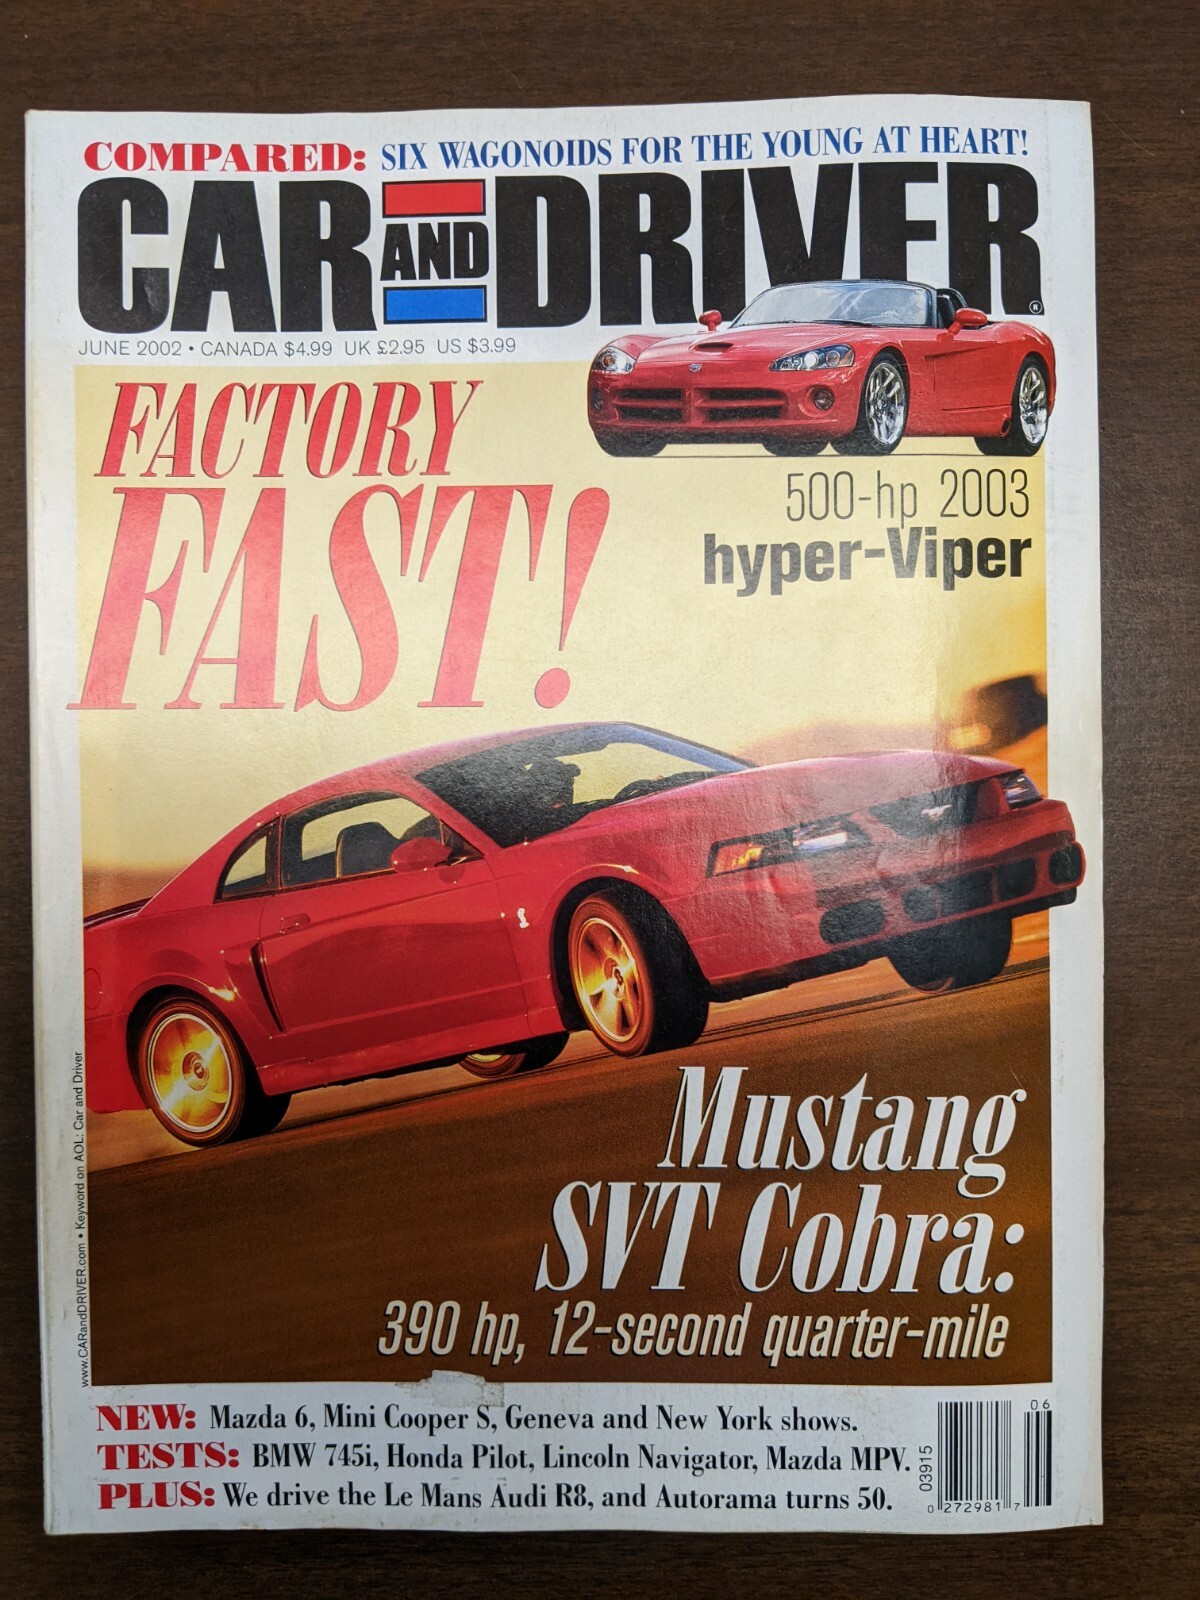 COMPARED: SIX WAGONOIDS FOR THE YOUNG AT HEART!
CAR AND DRIVER®
JUNE 2002 • CANADA $4.99 UK £2.95 US $3.99
FACTORY
FAST!
500-hp 2003
hyper-Viper
Mustang
SVT Cobra:
390 hp, 12-second quarter-mile
www.CARandDRIVER.com • Keyword on AOL: Car and Driver
NEW: Mazda 6, Mini Cooper S, Geneva and New York shows.
TESTS: BMW 745i, Honda Pilot, Lincoln Navigator, Mazda MPV.
PLUS: We drive the Le Mans Audi R8, and Autorama turns 50.
03915
06
0 272981 7